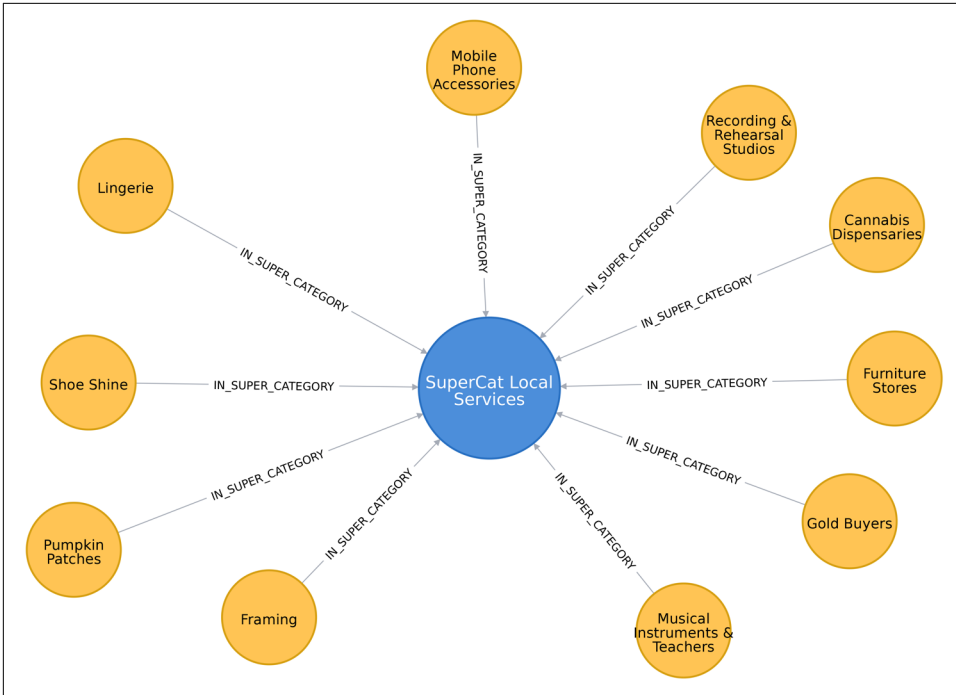 Mobile
Phone
Accessories
Recording &
Rehearsal
Studios
Lingerie
Cannabis
Dispensaries
IN_SUPER_CATEGORY
IN_SUPER_CATEGORY
IN_SUPER_CATEGORY
IN_SUPER_CATEGORY
Shoe Shine
IN_SUPER_CATEGORY
SuperCat Local
Services
IN_SUPER_CATEGORY
Furniture
Stores
IN_SUPER_CATEGORY
IN_SUPER_CATEGORY
IN_SUPER_CATEGORY
IN_SUPER_CATEGORY
Gold Buyers
Pumpkin
Patches
Framing
Musical
Instruments &
Teachers